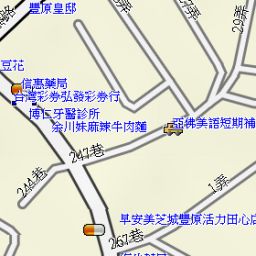 豐原皇邸
29弄
豆花
信惠藥局
台灣彩券弘發彩券行
博仁牙醫診所
金川妹麻辣牛肉麵
亞佛美語短期補
247巷
244巷
1弄
早安美芝城豐原活力田心店
267巷